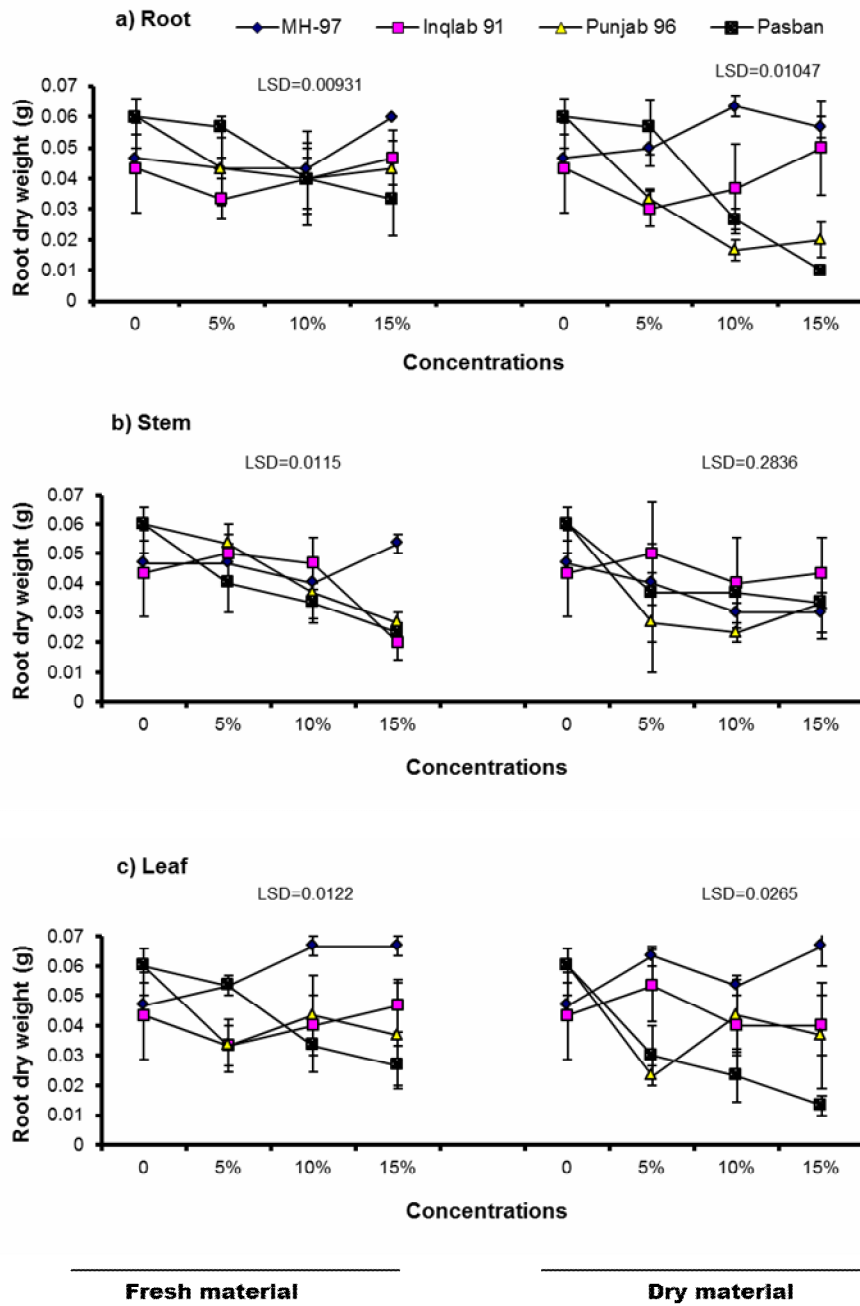 a) Root MH-97 Inqlab 91 Punjab 96 Pasban
LSD=0.00931 LSD=0.01047
Root dry weight (g)
0.07
0.06
0.05
0.04
0.03
0.02
0.01
0
0 5% 10% 15% 0 5% 10% 15%
Concentrations
b) Stem
LSD=0.0115 LSD=0.2836
Root dry weight (g)
0.07
0.06
0.05
0.04
0.03
0.02
0.01
0
0 5% 10% 15% 0 5% 10% 15%
Concentrations
c) Leaf
LSD=0.0122 LSD=0.0265
Root dry weight (g)
0.07
0.06
0.05
0.04
0.03
0.02
0.01
0
0 5% 10% 15% 0 5% 10% 15%
Concentrations
Fresh material Dry material